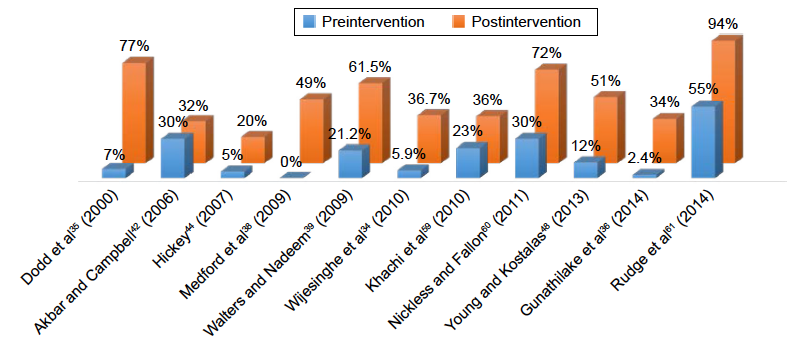 Preintervention Postintervention
94%
77%
72%
61.5%
55%
51%
49%
36.7%
36%
34%
32%
30%
30%
21.2%
23%
20%
12%
7%
5%
5.9%
2.4%
0%
Dodd et al³⁵ (2000)
Akbar and Campbell⁴² (2006)
Hickey⁴⁴ (2007)
Medford et al³⁸ (2009)
Walters and Nadeem³⁹ (2009)
Wijesinghe et al³⁴ (2010)
Khachi et al⁵⁹ (2010)
Nickless and Fallon⁶⁰ (2011)
Young and Kostalas⁴⁸ (2013)
Gunathilake et al³⁶ (2014)
Rudge et al⁶¹ (2014)